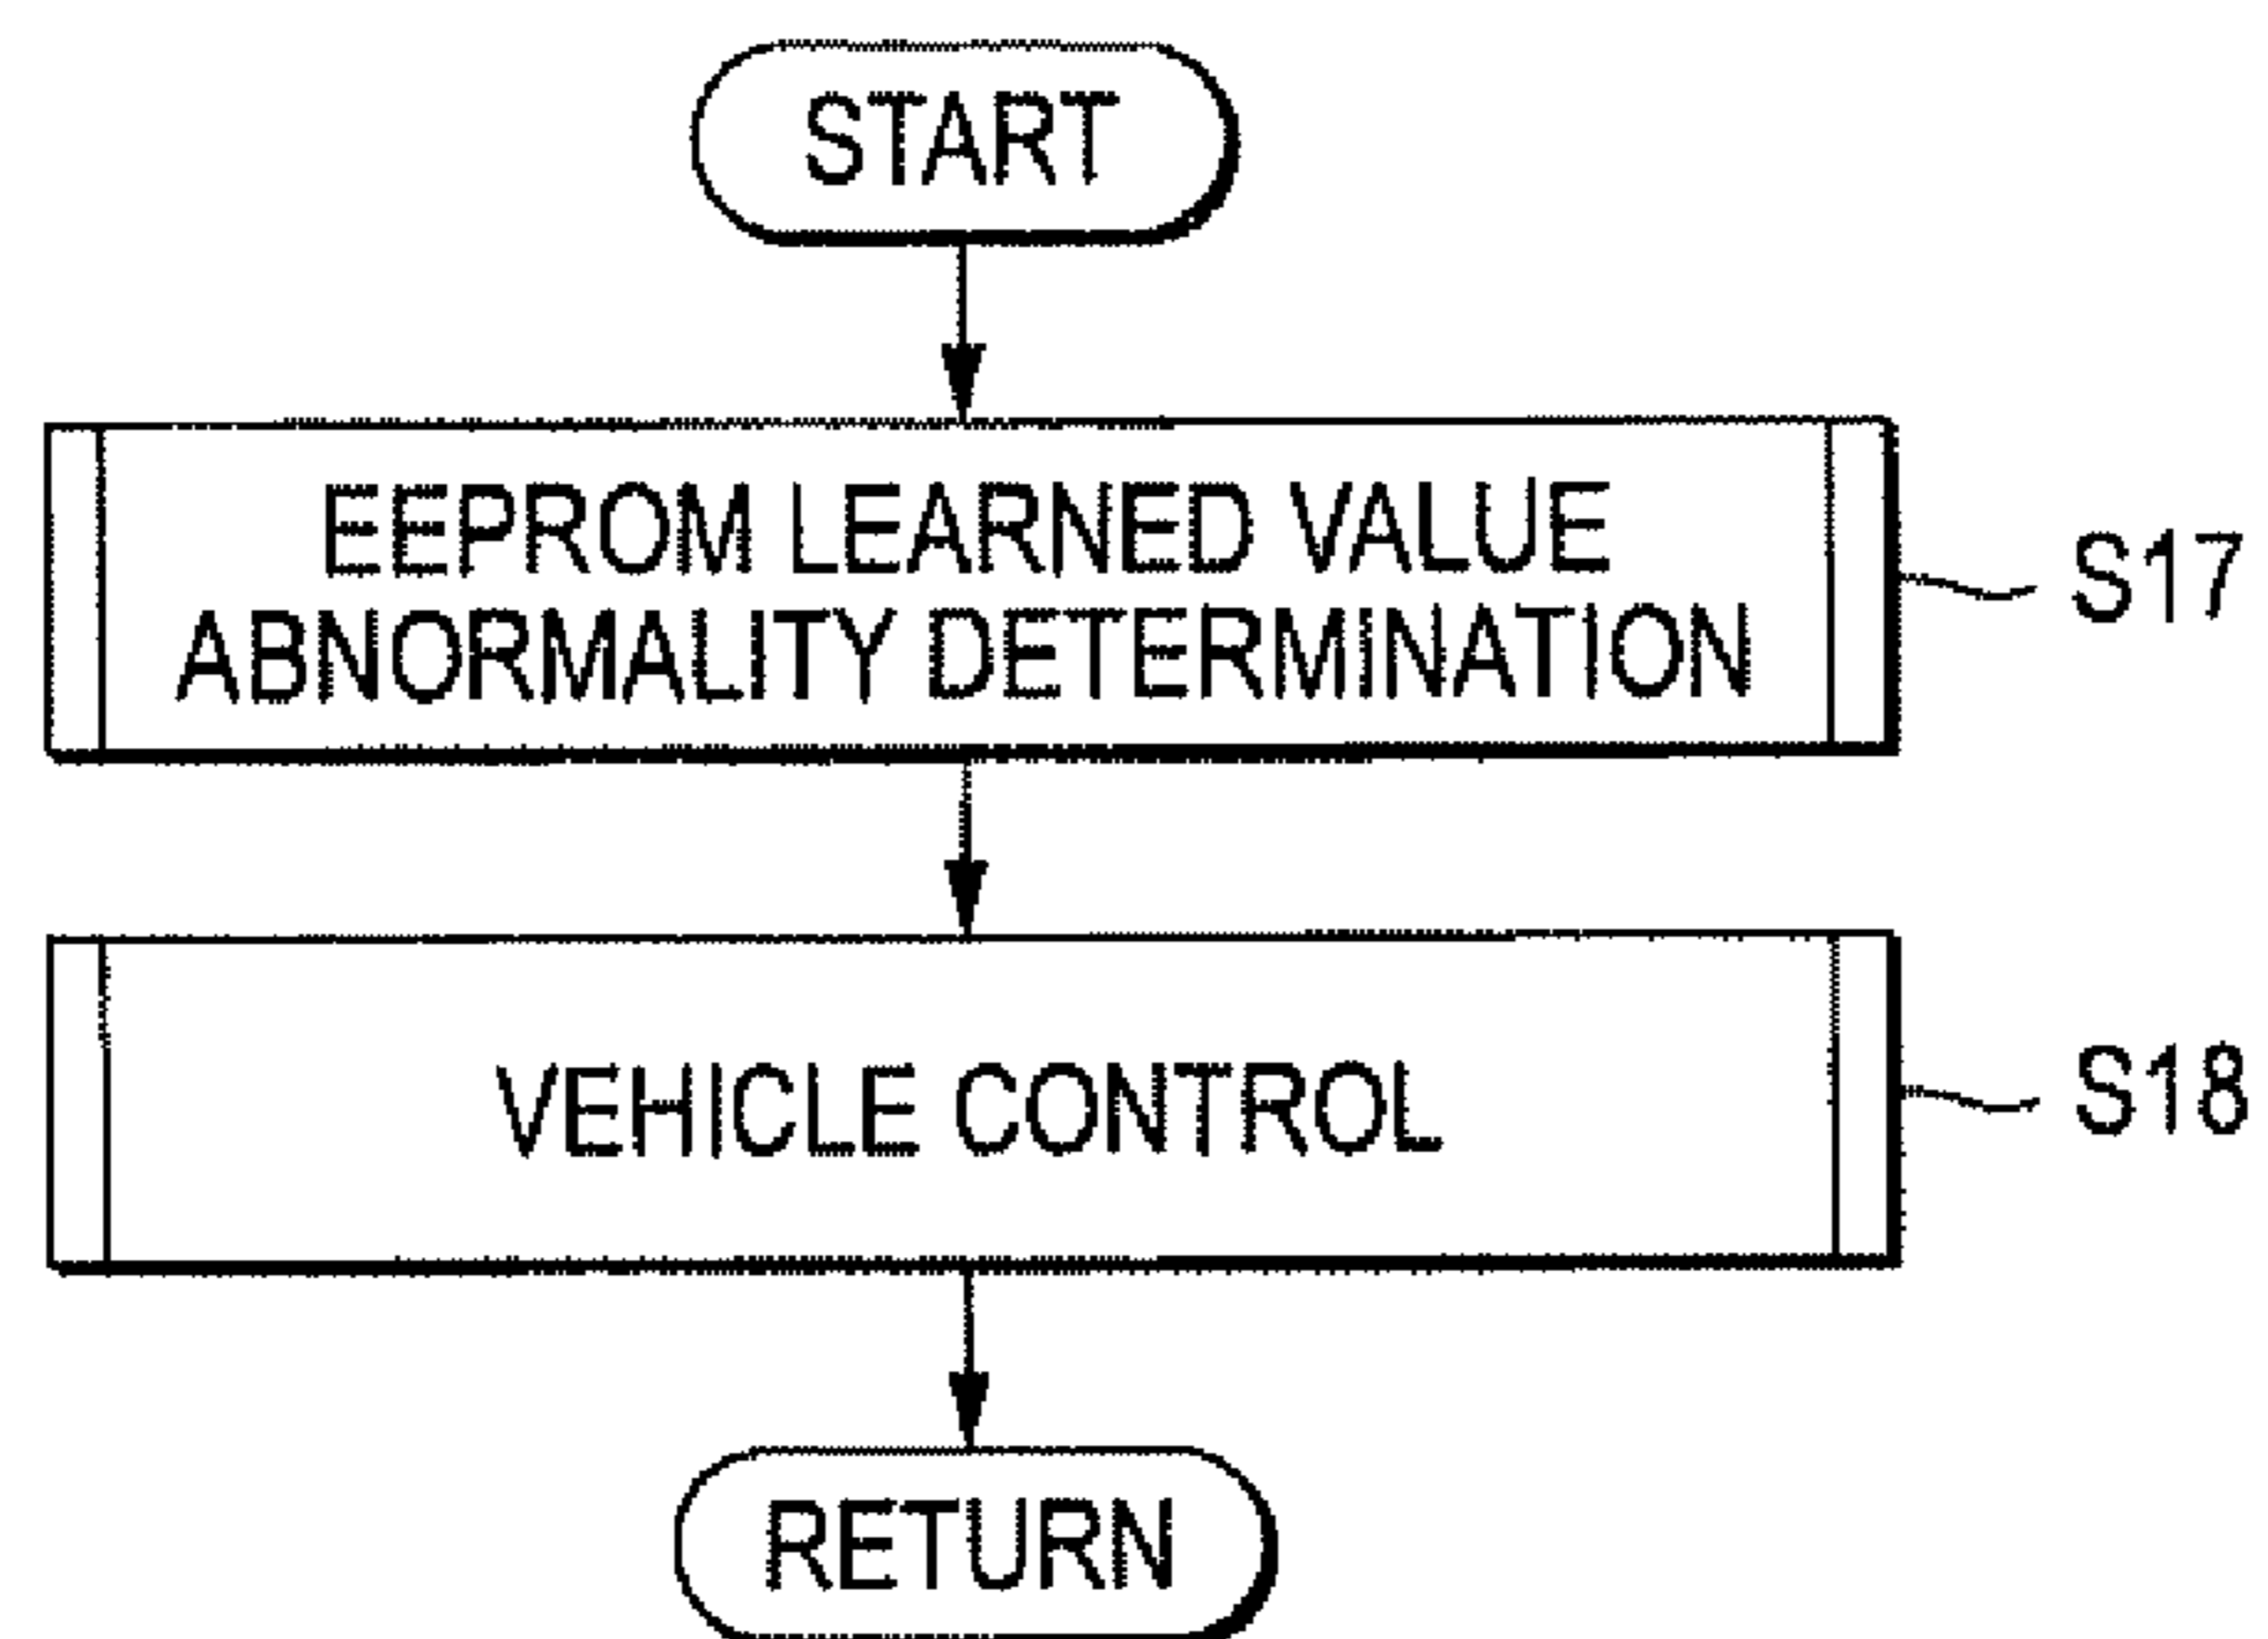 START
EEPROM LEARNED VALUE
ABNORMALITY DETERMINATION
S17
VEHICLE CONTROL
S18
RETURN